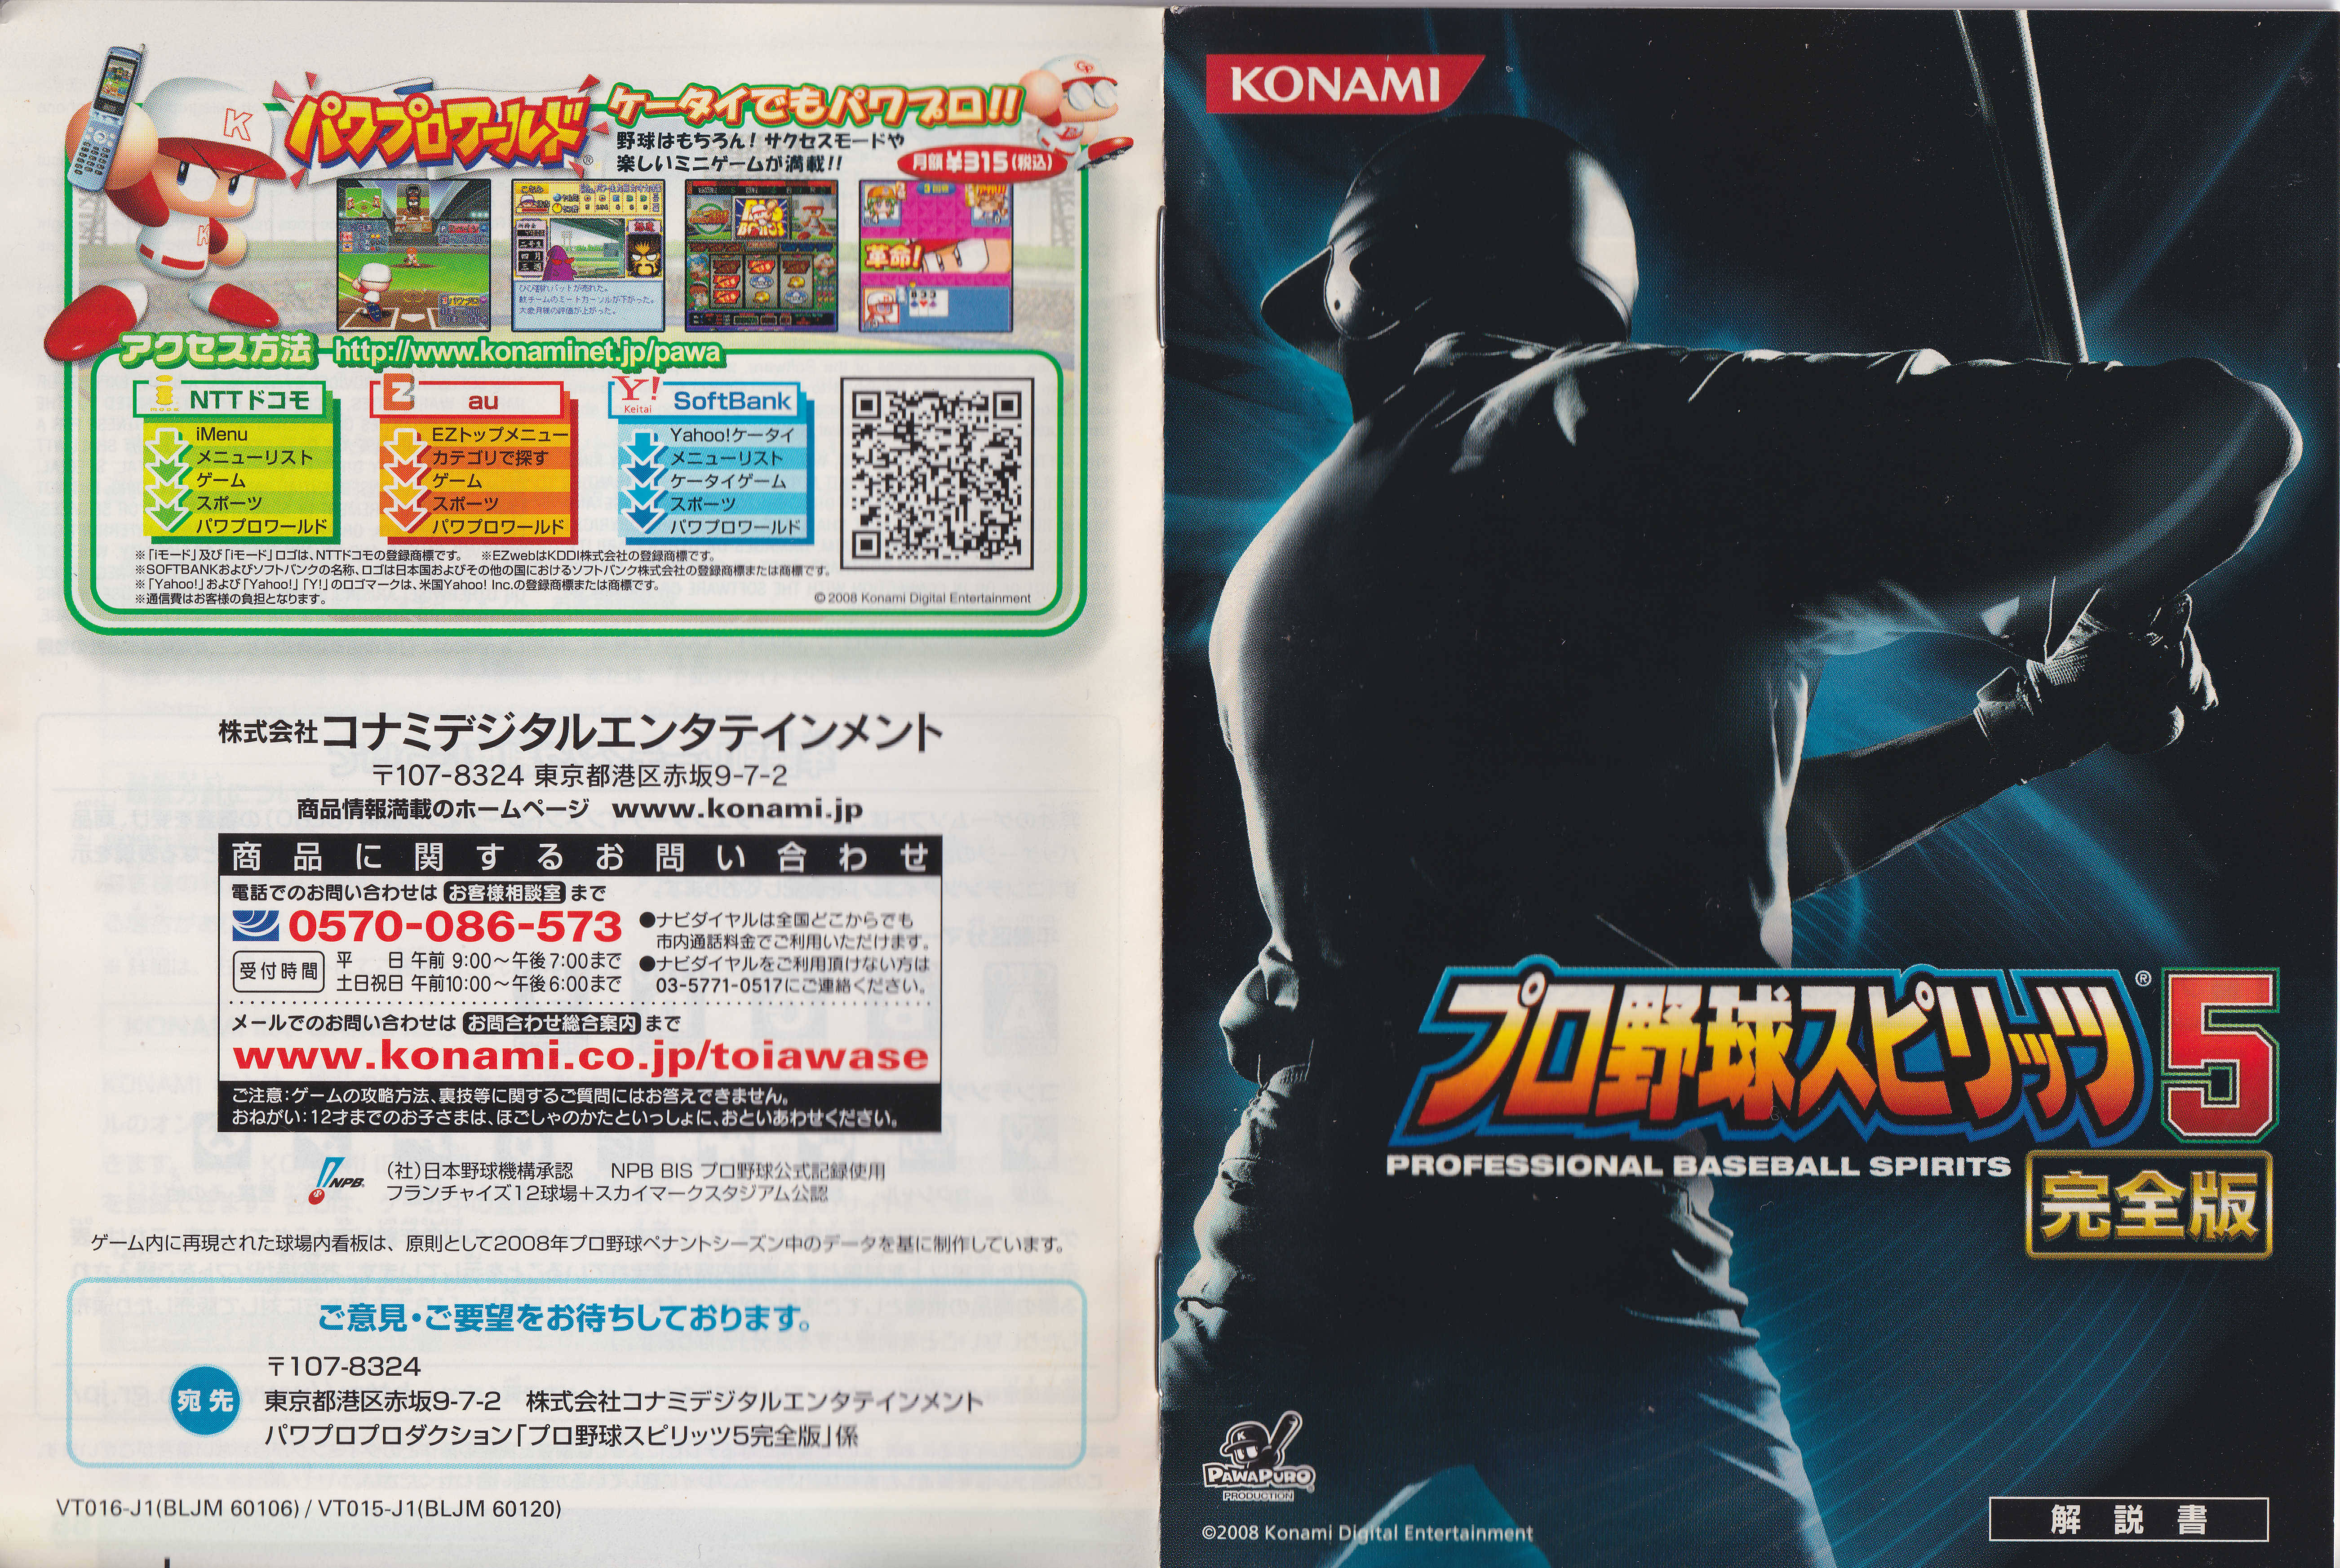 パワプロワールド®
ケータイでもパワプロ!!
野球はもちろん!サクセスモードや
楽しいミニゲームが満載!!
月額¥315(税込)
革命!
ひび割れバットが売れた。
敵チームのミートカーソルが下がった。
アクセス方法 http://www.konaminet.jp/pawa
NTTドコモ
iMenu
メニューリスト
ゲーム
スポーツ
パワプロワールド
au
EZトップメニュー
カテゴリで探す
ゲーム
スポーツ
パワプロワールド
Y! Keitai SoftBank
Yahoo!ケータイ
メニューリスト
ケータイゲーム
スポーツ
パワプロワールド
※「iモード」及び「iモード」ロゴは、NTTドコモの登録商標です。 ※EZwebはKDDI株式会社の登録商標です。
※SOFTBANKおよびソフトバンクの名称、ロゴは日本国およびその他の国におけるソフトバンク株式会社の登録商標または商標です。
※「Yahoo!」および「Yahoo!」「Y!」のロゴマークは、米国Yahoo! Inc.の登録商標または商標です。
※通信費はお客様の負担となります。
©2008 Konami Digital Entertainment
株式会社コナミデジタルエンタテインメント
〒107-8324 東京都港区赤坂9-7-2
商品情報満載のホームページ www.konami.jp
商品に関するお問い合わせ
電話でのお問い合わせは お客様相談室 まで
0570-086-573
受付時間 平 日 午前 9:00～午後7:00まで
土日祝日 午前10:00～午後6:00まで
●ナビダイヤルは全国どこからでも
市内通話料金でご利用いただけます。
●ナビダイヤルをご利用頂けない方は
03-5771-0517にご連絡ください。
メールでのお問い合わせは お問合わせ総合案内 まで
www.konami.co.jp/toiawase
ご注意:ゲームの攻略方法、裏技等に関するご質問にはお答えできません。
おねがい:12才までのお子さまは、ほごしゃのかたといっしょに、おといあわせください。
NPB
(社)日本野球機構承認 NPB BIS プロ野球公式記録使用
フランチャイズ12球場+スカイマークスタジアム公認
ゲーム内に再現された球場内看板は、原則として2008年プロ野球ペナントシーズン中のデータを基に制作しています。
ご意見・ご要望をお待ちしております。
宛先
〒107-8324
東京都港区赤坂9-7-2 株式会社コナミデジタルエンタテインメント
パワプロプロダクション「プロ野球スピリッツ5完全版」係
VT016-J1(BLJM 60106) / VT015-J1(BLJM 60120)
KONAMI
プロ野球スピリッツ®5
PROFESSIONAL BASEBALL SPIRITS
完全版
PAWAPURO
PRODUCTION
©2008 Konami Digital Entertainment
解説書